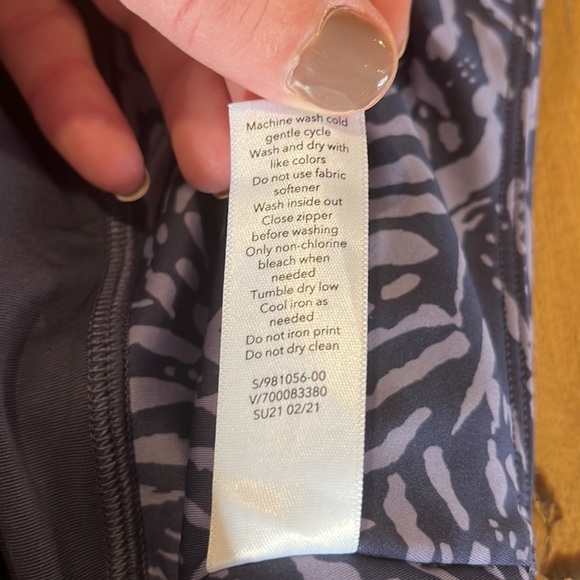 Machine wash cold
gentle cycle
Wash and dry with
like colors
Do not use fabric
softener
Wash inside out
Close zipper
before washing
Only non-chlorine
bleach when
needed
Tumble dry low
Cool iron as
needed
Do not iron print
Do not dry clean
S/981056-00
V/700083380
SU21 02/21